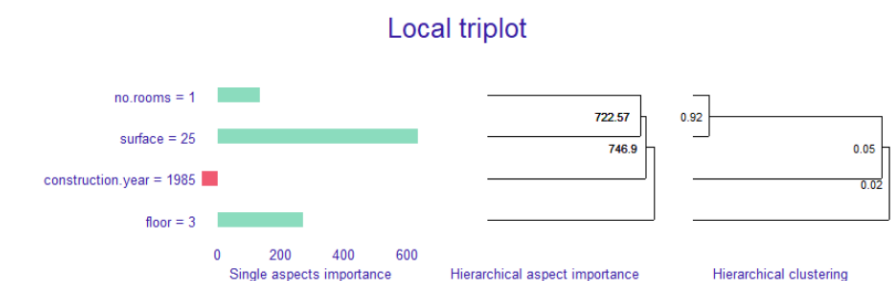 Local triplot
no.rooms = 1
surface = 25
construction.year = 1985
floor = 3
0 200 400 600
Single aspects importance
722.57
746.9
Hierarchical aspect importance
0.92
0.05
0.02
Hierarchical clustering